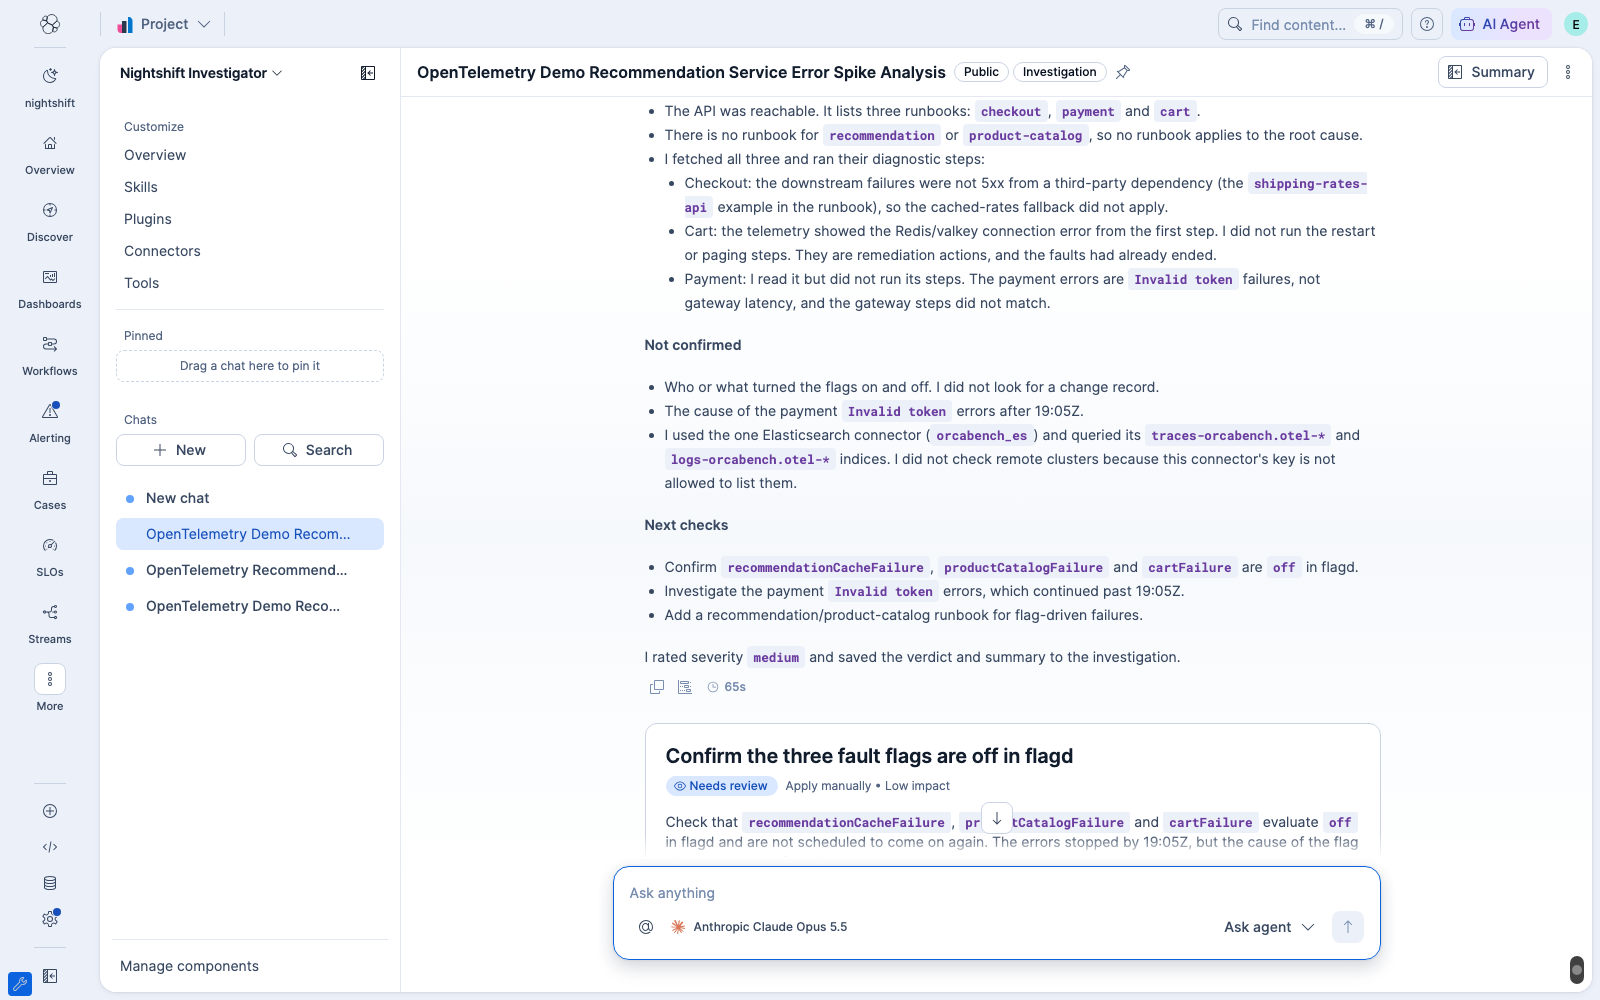 Project
Find content...
⌘ /
AI Agent
E
nightshift
Overview
Discover
Dashboards
Workflows
Alerting
Cases
SLOs
Streams
More
Nightshift Investigator
Customize
Overview
Skills
Plugins
Connectors
Tools
Pinned
Drag a chat here to pin it
Chats
New
Search
New chat
OpenTelemetry Demo Recom...
OpenTelemetry Recommend...
OpenTelemetry Demo Reco...
Manage components
OpenTelemetry Demo Recommendation Service Error Spike Analysis
Public
Investigation
Summary
The API was reachable. It lists three runbooks: checkout, payment and cart.
There is no runbook for recommendation or product-catalog, so no runbook applies to the root cause.
I fetched all three and ran their diagnostic steps:
Checkout: the downstream failures were not 5xx from a third-party dependency (the shipping-rates-
api example in the runbook), so the cached-rates fallback did not apply.
Cart: the telemetry showed the Redis/valkey connection error from the first step. I did not run the restart
or paging steps. They are remediation actions, and the faults had already ended.
Payment: I read it but did not run its steps. The payment errors are Invalid token failures, not
gateway latency, and the gateway steps did not match.
Not confirmed
Who or what turned the flags on and off. I did not look for a change record.
The cause of the payment Invalid token errors after 19:05Z.
I used the one Elasticsearch connector (orcabench_es) and queried its traces-orcabench.otel-* and
logs-orcabench.otel-* indices. I did not check remote clusters because this connector's key is not
allowed to list them.
Next checks
Confirm recommendationCacheFailure, productCatalogFailure and cartFailure are off in flagd.
Investigate the payment Invalid token errors, which continued past 19:05Z.
Add a recommendation/product-catalog runbook for flag-driven failures.
I rated severity medium and saved the verdict and summary to the investigation.
65s
Confirm the three fault flags are off in flagd
Needs review
Apply manually • Low impact
Check that recommendationCacheFailure, pr tCatalogFailure and cartFailure evaluate off
in flagd and are not scheduled to come on again. The errors stopped by 19:05Z, but the cause of the flag
Ask anything
@
Anthropic Claude Opus 5.5
Ask agent